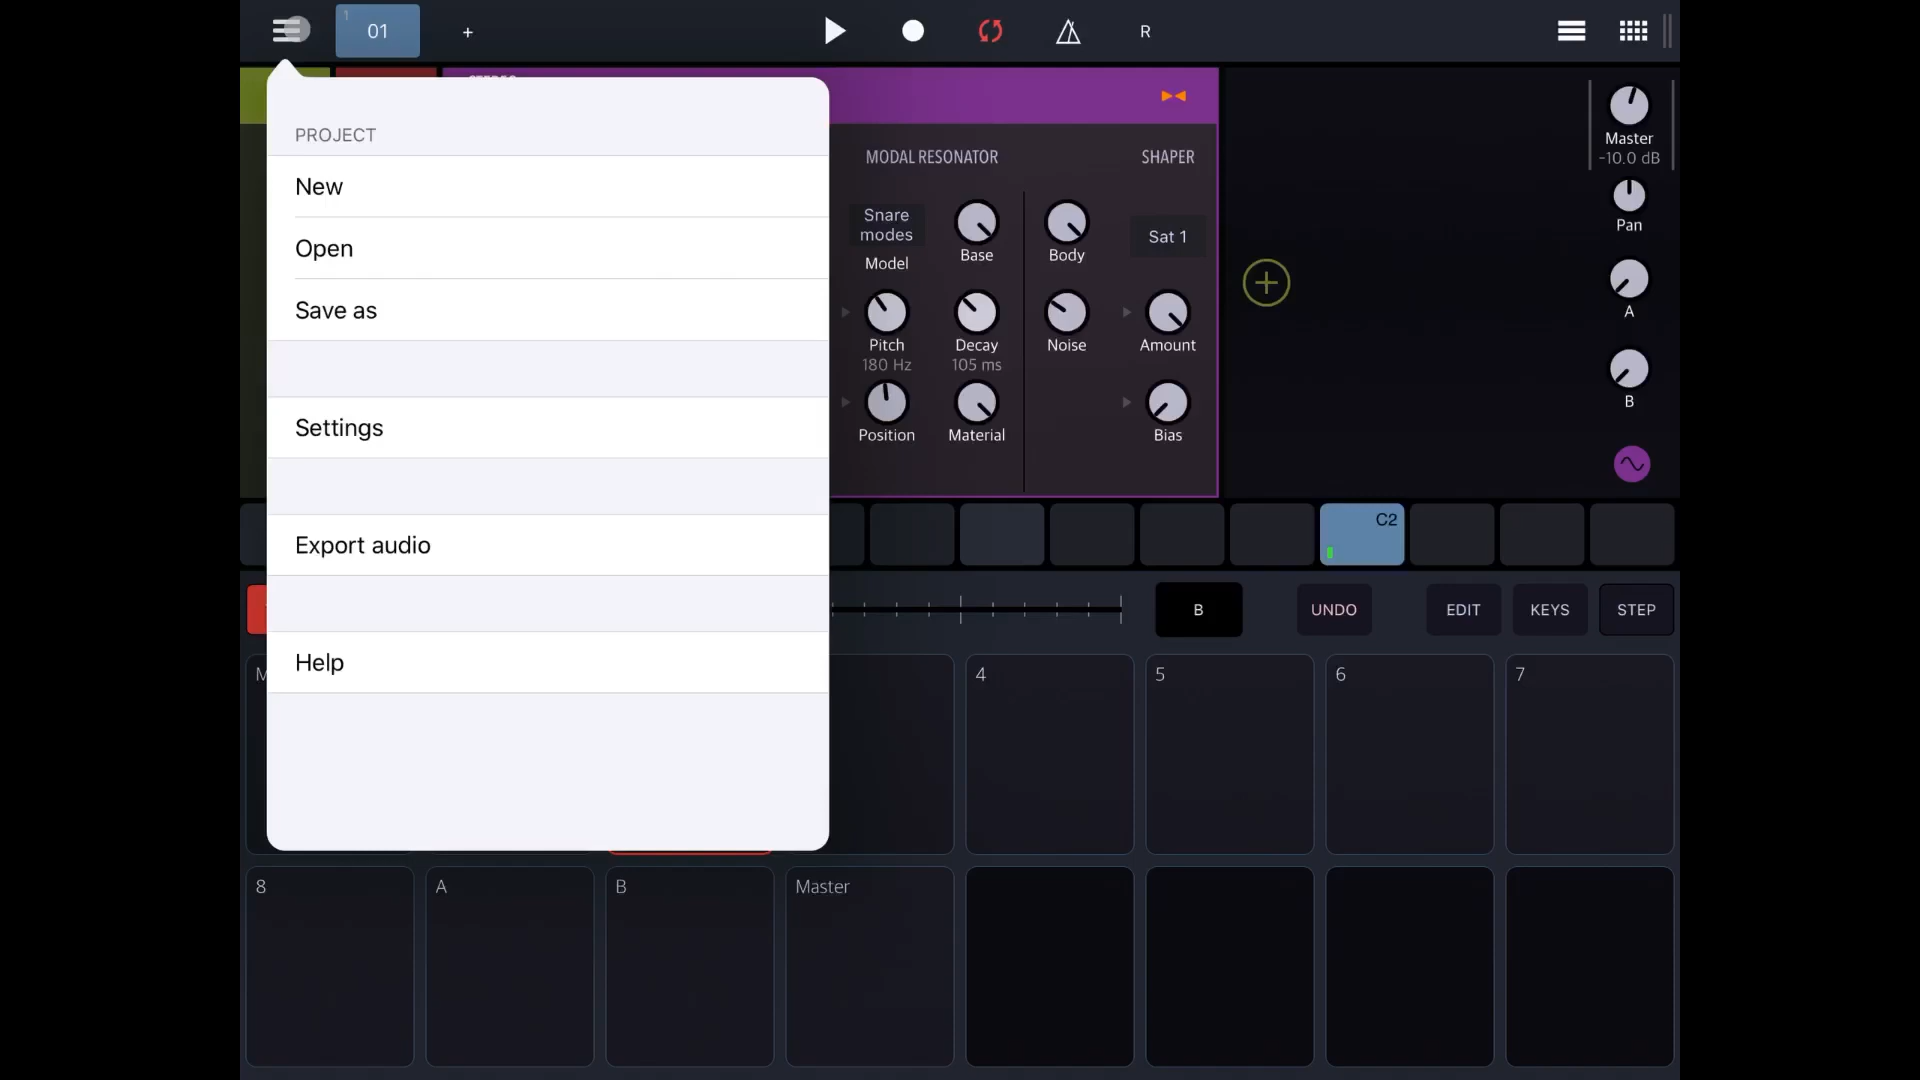 1
01
+
R
PROJECT
New
Open
Save as
Settings
Export audio
Help
MODAL RESONATOR
SHAPER
Snare
modes
Model
Base
Body
Sat 1
Pitch
180 Hz
Decay
105 ms
Noise
Amount
Position
Material
Bias
Master
-10.0 dB
Pan
A
B
C2
B
UNDO
EDIT
KEYS
STEP
M
4
5
6
7
8
A
B
Master